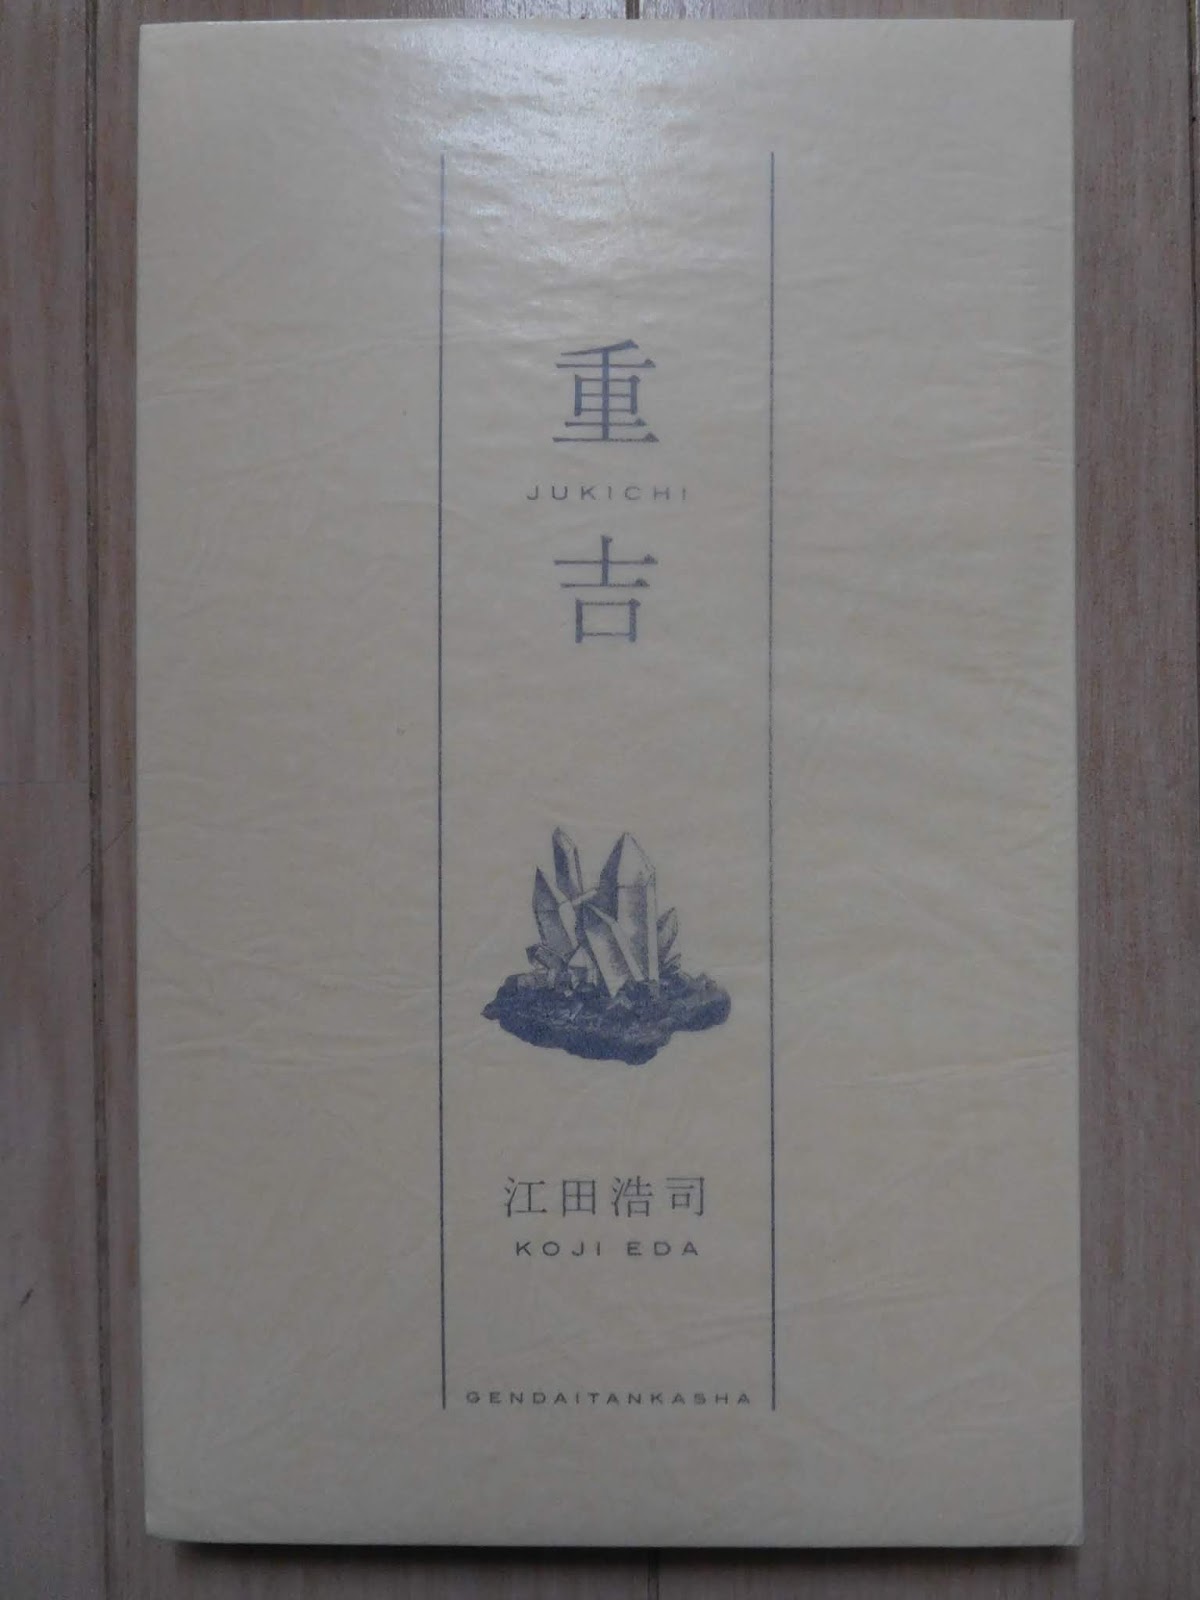 重
JUKICHI
吉
江田浩司
KOJI EDA
GENDAITANKASHA